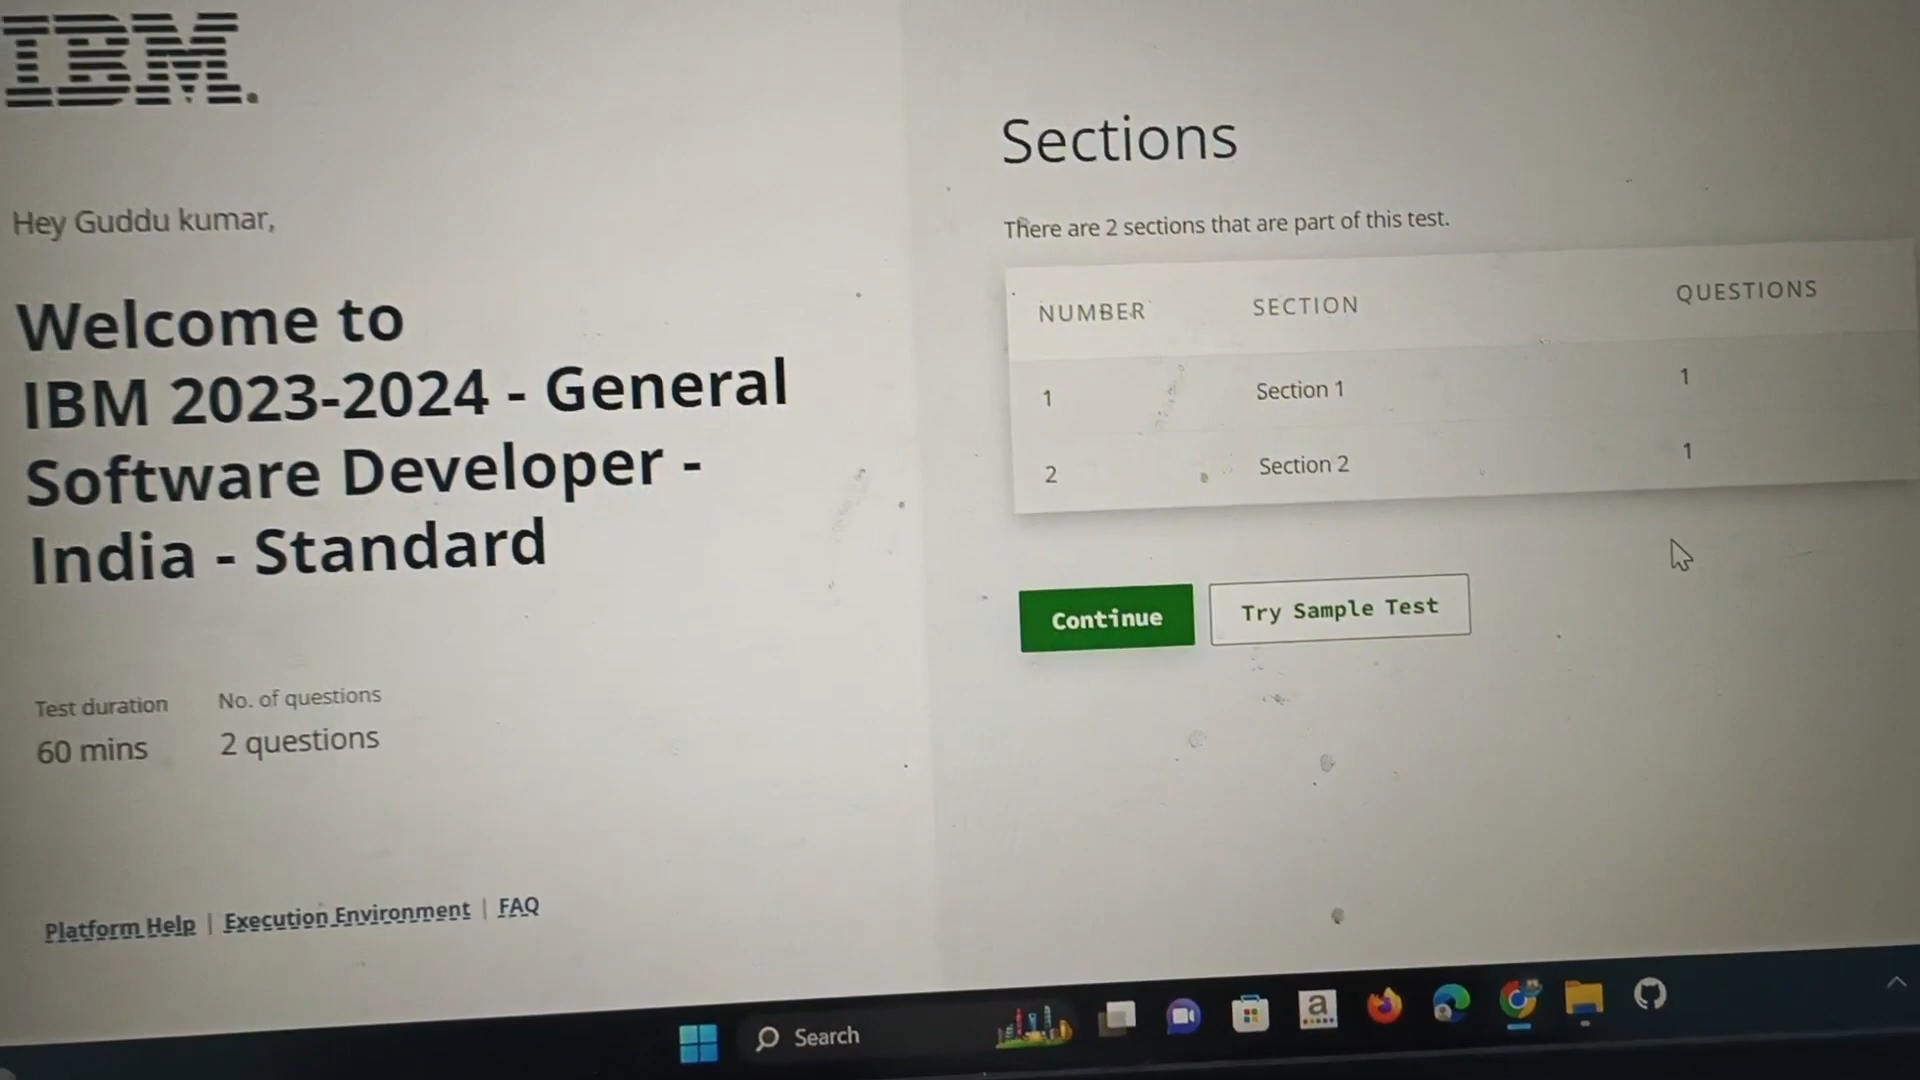 IBM.
Hey Guddu kumar,
Welcome to
IBM 2023-2024 - General
Software Developer -
India - Standard
Test duration
No. of questions
60 mins
2 questions
Platform Help | Execution Environment | FAQ
Sections
There are 2 sections that are part of this test.
NUMBER SECTION QUESTIONS
1 Section 1 1
2 Section 2 1
Continue
Try Sample Test
Search
a